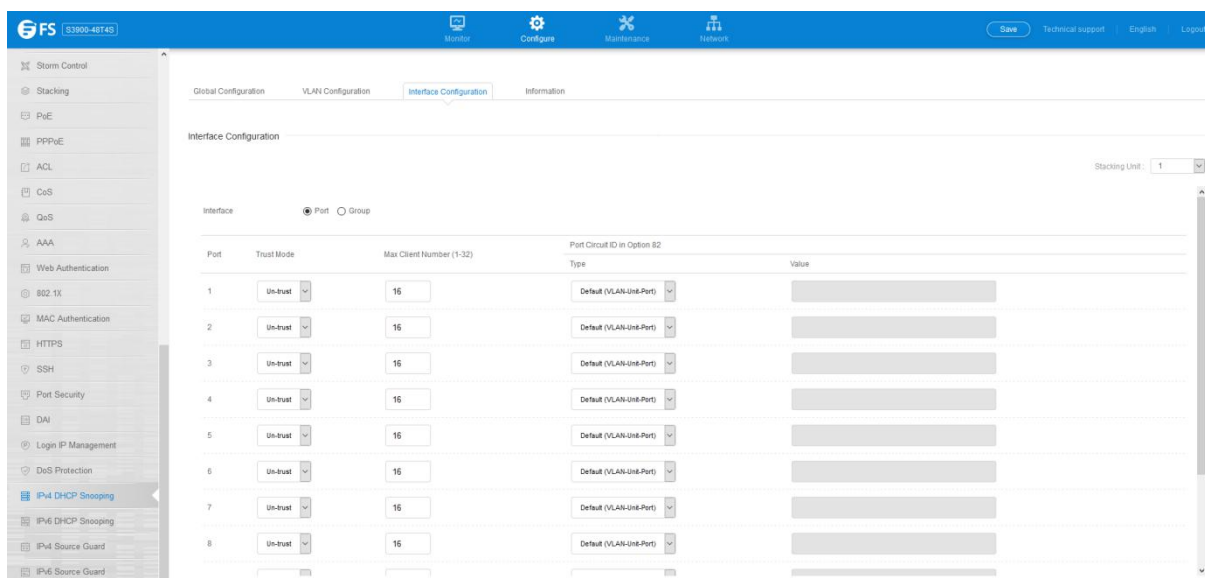 FS S3900-48T4S
Monitor
Configure
Maintenance
Network
Save
Technical support
English
Logout
Storm Control
Stacking
PoE
PPPoE
ACL
CoS
QoS
AAA
Web Authentication
802.1X
MAC Authentication
HTTPS
SSH
Port Security
DAI
Login IP Management
DoS Protection
IPv4 DHCP Snooping
IPv6 DHCP Snooping
IPv4 Source Guard
IPv6 Source Guard
Global Configuration
VLAN Configuration
Interface Configuration
Information
Interface Configuration
Stacking Unit : 1
Interface Port Group
Port Trust Mode Max Client Number (1-32) Port Circuit ID in Option 82
Type Value
1 Un-trust 16 Default (VLAN-Unit-Port)
2 Un-trust 16 Default (VLAN-Unit-Port)
3 Un-trust 16 Default (VLAN-Unit-Port)
4 Un-trust 16 Default (VLAN-Unit-Port)
5 Un-trust 16 Default (VLAN-Unit-Port)
6 Un-trust 16 Default (VLAN-Unit-Port)
7 Un-trust 16 Default (VLAN-Unit-Port)
8 Un-trust 16 Default (VLAN-Unit-Port)